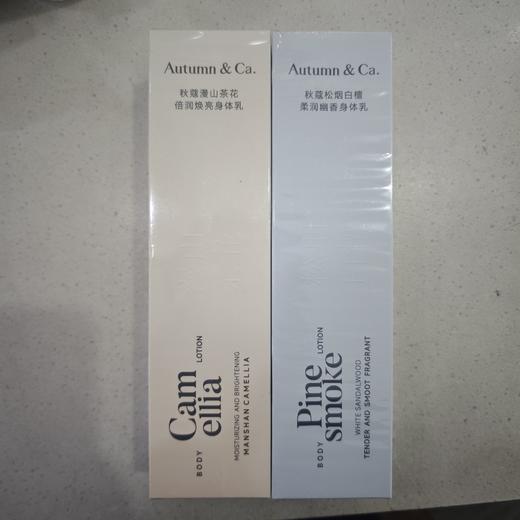 Autumn & Ca.
秋蔻漫山茶花
倍润焕亮身体乳
BODY
Cam
ellia
LOTION
MOISTURIZING AND BRIGHTENING
MANSHAN CAMELLIA
Autumn & Ca.
秋蔻松烟白檀
柔润幽香身体乳
BODY
Pine
smoke
LOTION
WHITE SANDALWOOD
TENDER AND SMOOT FRAGRANT